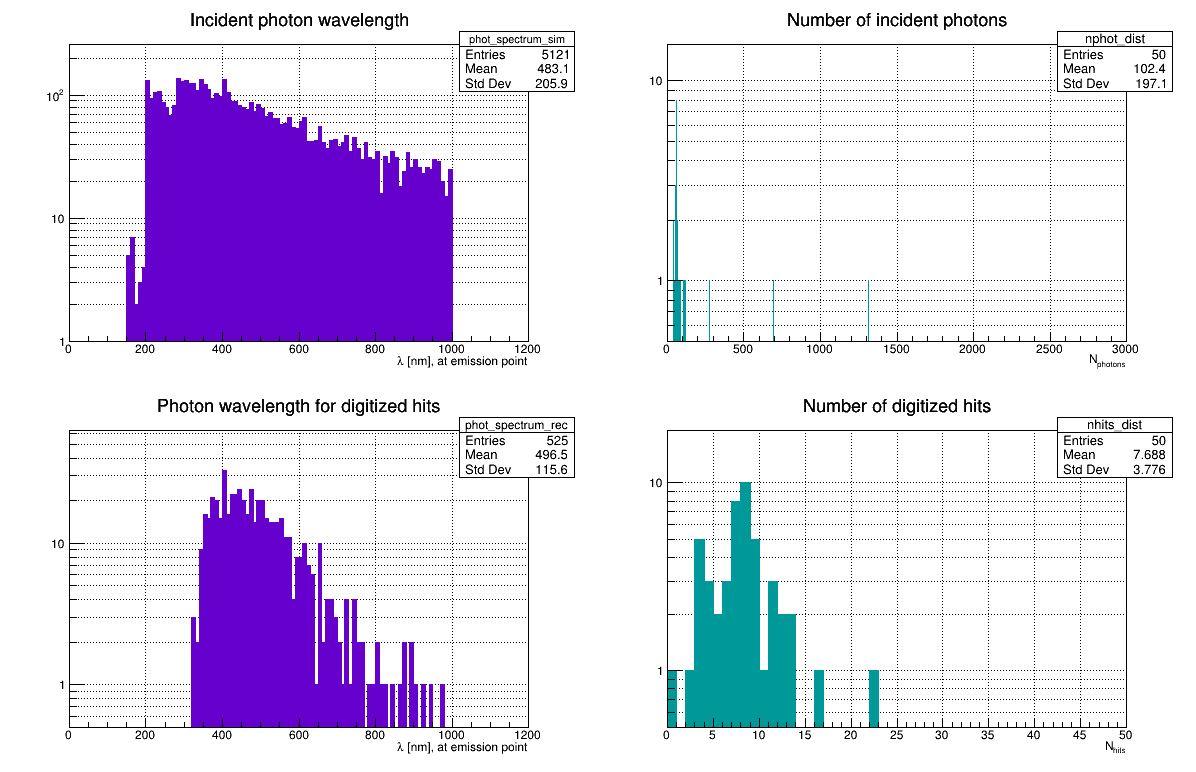 Incident photon wavelength
phot_spectrum_sim
Entries 5121
Mean 483.1
Std Dev 205.9
10²
10
1
0 200 400 600 800 1000 1200
λ [nm], at emission point
Number of incident photons
nphot_dist
Entries 50
Mean 102.4
Std Dev 197.1
10
1
0 500 1000 1500 2000 2500 3000
N_photons
Photon wavelength for digitized hits
phot_spectrum_rec
Entries 525
Mean 496.5
Std Dev 115.6
10
1
0 200 400 600 800 1000 1200
λ [nm], at emission point
Number of digitized hits
nhits_dist
Entries 50
Mean 7.688
Std Dev 3.776
10
1
0 5 10 15 20 25 30 35 40 45 50
N_hits